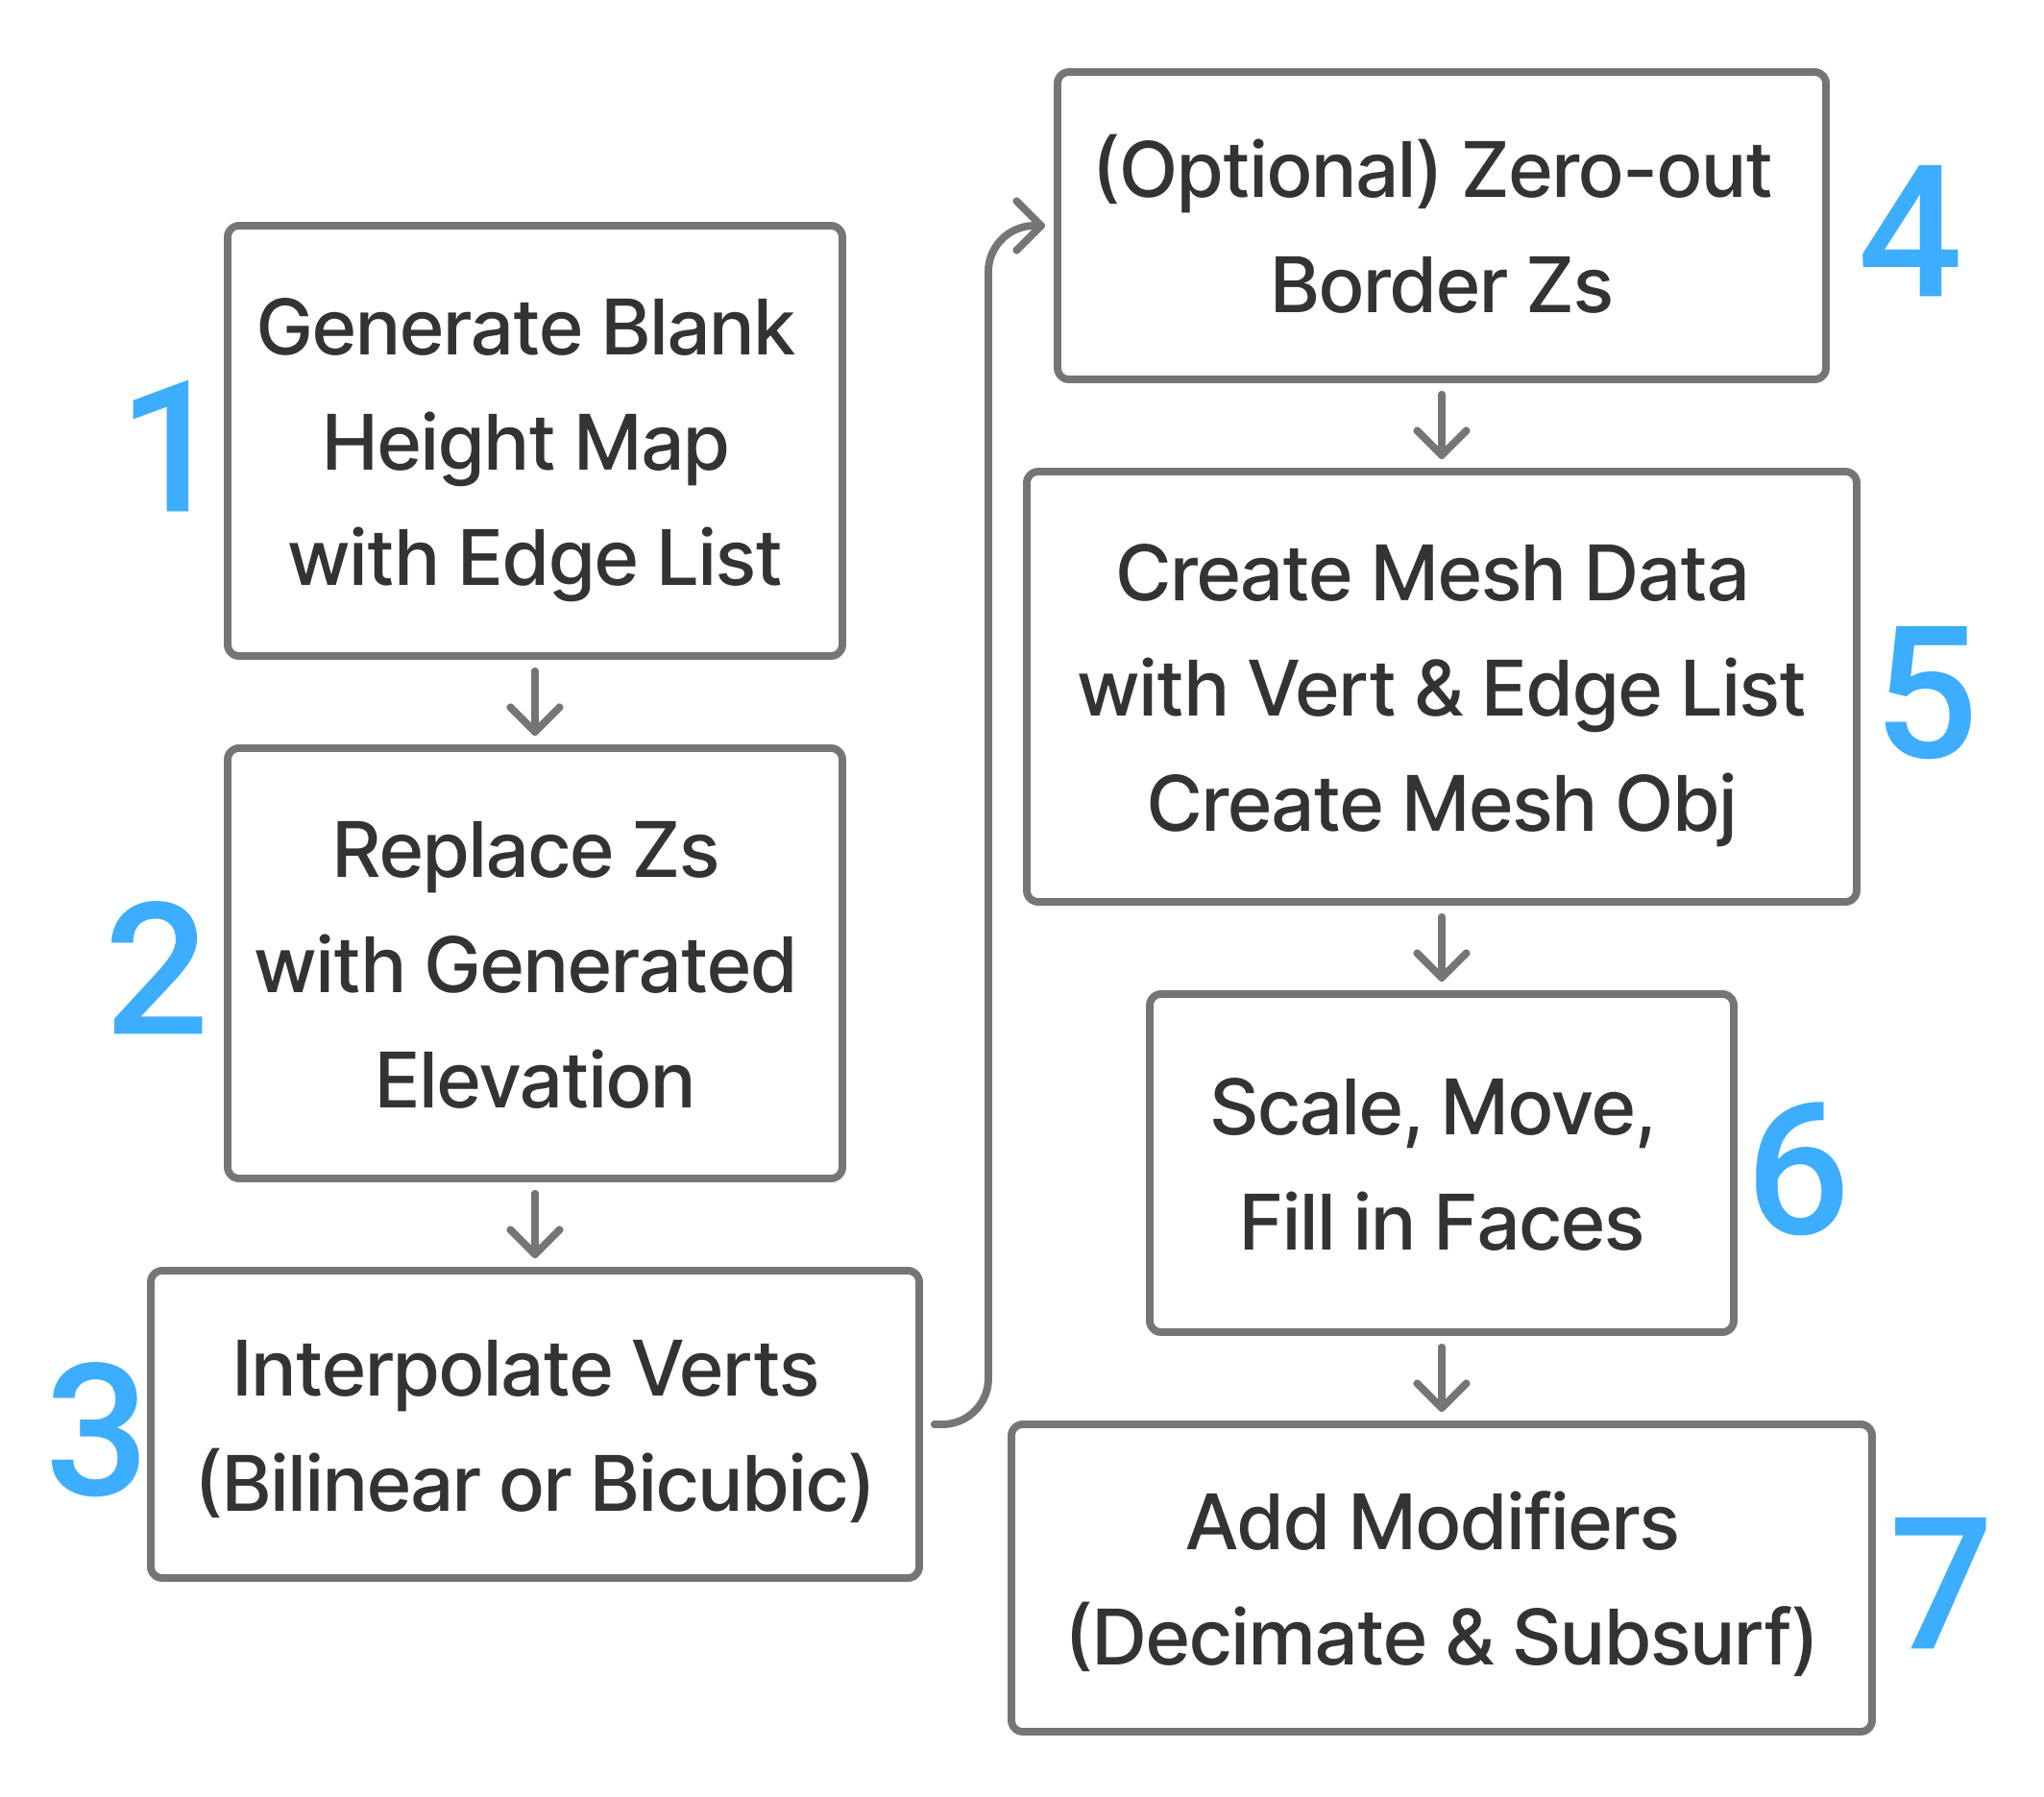 1
Generate Blank
Height Map
with Edge List
2
Replace Zs
with Generated
Elevation
3
Interpolate Verts
(Bilinear or Bicubic)
4
(Optional) Zero-out
Border Zs
5
Create Mesh Data
with Vert & Edge List
Create Mesh Obj
6
Scale, Move,
Fill in Faces
7
Add Modifiers
(Decimate & Subsurf)